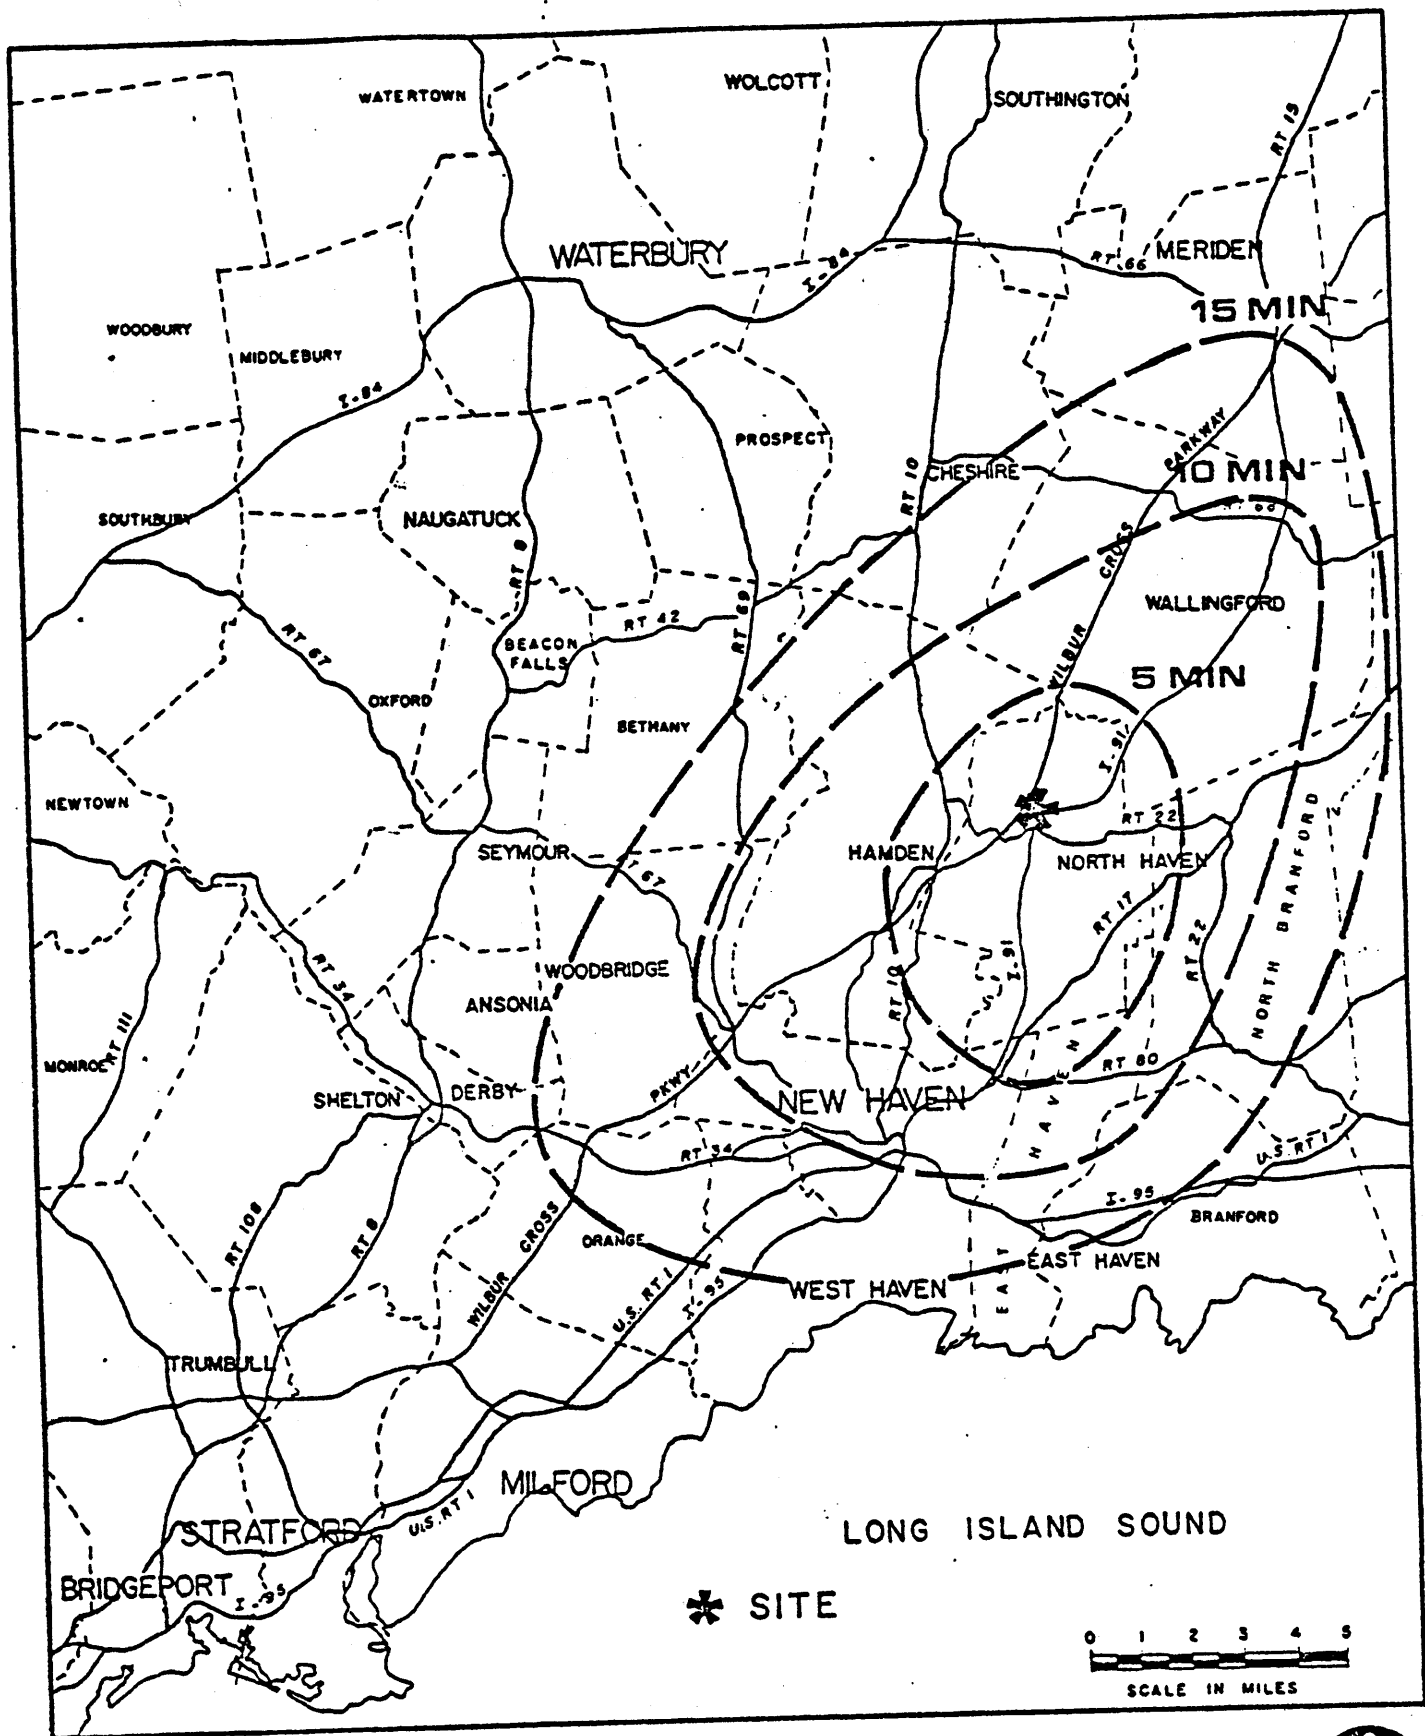 WATERTOWN
WOLCOTT
SOUTHINGTON
RT 15
WATERBURY
I-84
RT 66
MERIDEN
15 MIN
WOODBURY
MIDDLEBURY
I-84
PROSPECT
RT 10
CHESHIRE
PARKWAY
10 MIN
SOUTHBURY
NAUGATUCK
RT 8
CROSS
WALLINGFORD
RT 67
BEACON
FALLS
RT 42
RT 69
WILBUR
5 MIN
OXFORD
BETHANY
I-91
NEWTOWN
RT 22
SEYMOUR
RT 67
HAMDEN
NORTH HAVEN
NORTH BRANFORD
RT 17
RT 22
RT 34
WOODBRIDGE
ANSONIA
RT 10
I-91
RT 111
MONROE
SHELTON
DERBY
PKWY
NEW HAVEN
RT 80
EAST HAVEN
RT 34
U.S. RT 1
I-95
BRANFORD
RT 108
RT 8
CROSS
WILBUR
ORANGE
U.S. RT 1
I-95
WEST HAVEN
EAST HAVEN
TRUMBULL
MILFORD
U.S. RT 1
STRATFORD
BRIDGEPORT
I-95
LONG ISLAND SOUND
SITE
0 1 2 3 4 5
SCALE IN MILES